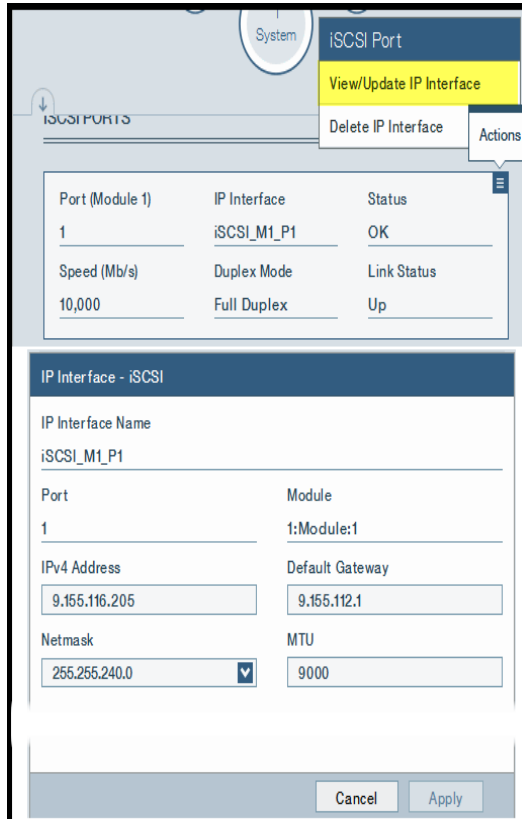 System
iSCSI Port
View/Update IP Interface
Delete IP Interface
Actions
ISCSI PORTS
Port (Module 1) IP Interface Status
1 iSCSI_M1_P1 OK
Speed (Mb/s) Duplex Mode Link Status
10,000 Full Duplex Up
IP Interface - iSCSI
IP Interface Name
iSCSI_M1_P1
Port Module
1 1:Module:1
IPv4 Address Default Gateway
9.155.116.205 9.155.112.1
Netmask MTU
255.255.240.0 9000
Cancel Apply